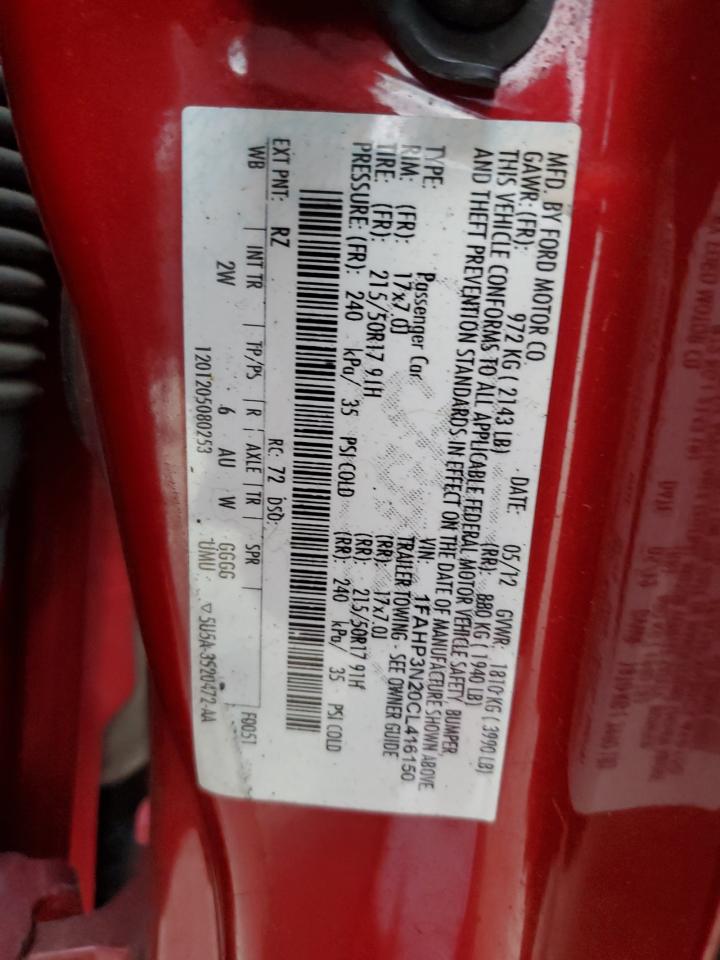 MFD. BY FORD MOTOR CO.
DATE: 05/12 GVWR: 1810 KG ( 3990 LB)
GAWR: (FR): 972 KG ( 2143 LB) (RR): 880 KG ( 1940 LB)
THIS VEHICLE CONFORMS TO ALL APPLICABLE FEDERAL MOTOR VEHICLE SAFETY, BUMPER,
AND THEFT PREVENTION STANDARDS IN EFFECT ON THE DATE OF MANUFACTURE SHOWN ABOVE
VIN: 1FAHP3N20CL416150
TYPE: Passenger Car TRAILER TOWING - SEE OWNER GUIDE
RIM: (FR): 17x7.0J (RR): 17x7.0J
TIRE: (FR): 215/50R17 91H (RR): 215/50R17 91H
PRESSURE: (FR): 240 kPa/ 35 PSI COLD (RR): 240 kPa/ 35 PSI COLD
EXT PNT: RZ RC: 72 DSO: F0051
WB INT TR TP/PS R AXLE TR SPR
2W 6 AU W GGGG
120T205080253 UMU ▽5U5A-3520472-AA